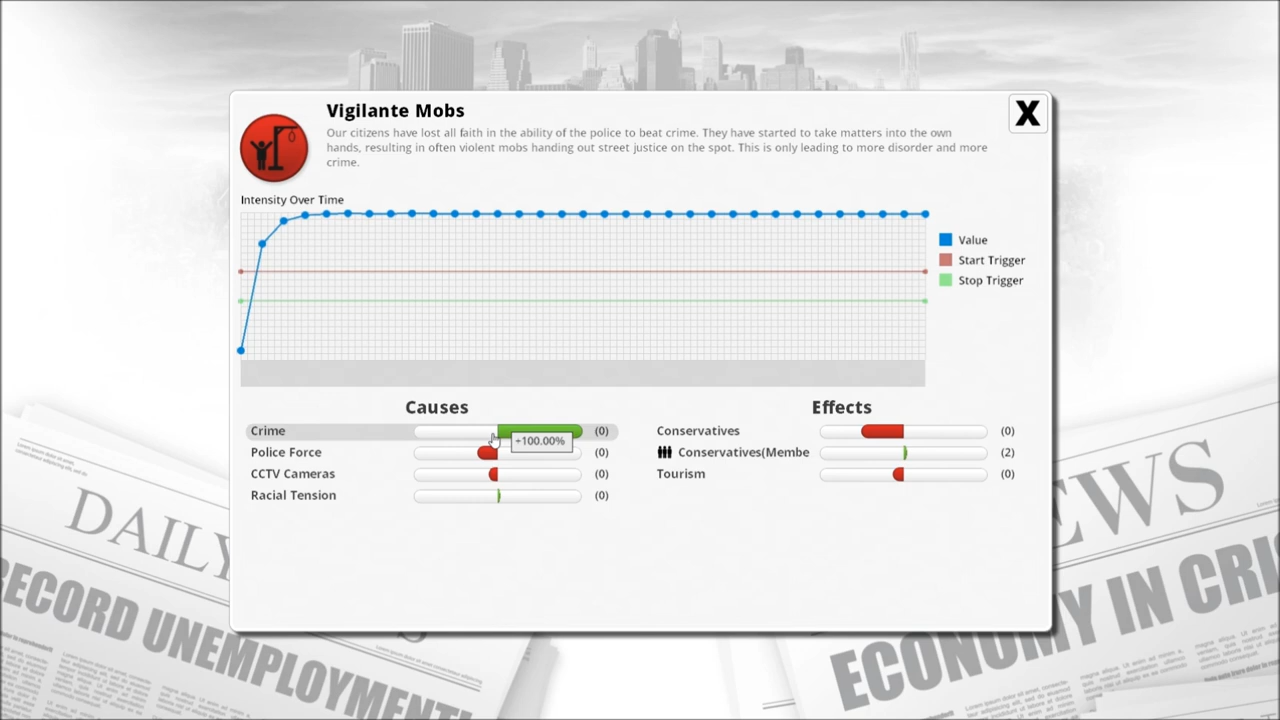 Vigilante Mobs
X
Our citizens have lost all faith in the ability of the police to beat crime. They have started to take matters into the own
hands, resulting in often violent mobs handing out street justice on the spot. This is only leading to more disorder and more
crime.
Intensity Over Time
Value
Start Trigger
Stop Trigger
Causes
Effects
Crime
(0)
+100.00%
Police Force
(0)
CCTV Cameras
(0)
Racial Tension
(0)
Conservatives
(0)
Conservatives(Membe
(2)
Tourism
(0)
DAILY
RECORD UNEMPLOYMENT
EWS
ECONOMY IN CRI